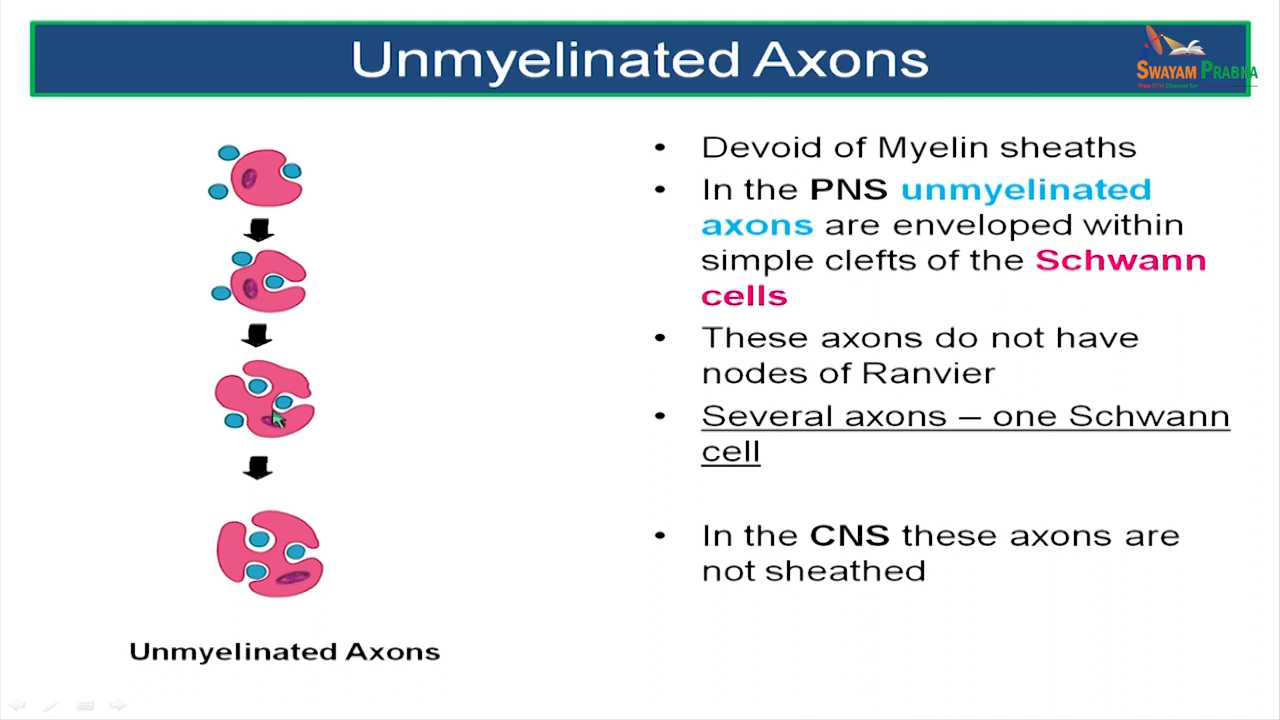 Unmyelinated Axons
SWAYAM PRABHA
• Devoid of Myelin sheaths
• In the PNS unmyelinated
axons are enveloped within
simple clefts of the Schwann
cells
• These axons do not have
nodes of Ranvier
• Several axons – one Schwann
cell
• In the CNS these axons are
not sheathed
Unmyelinated Axons